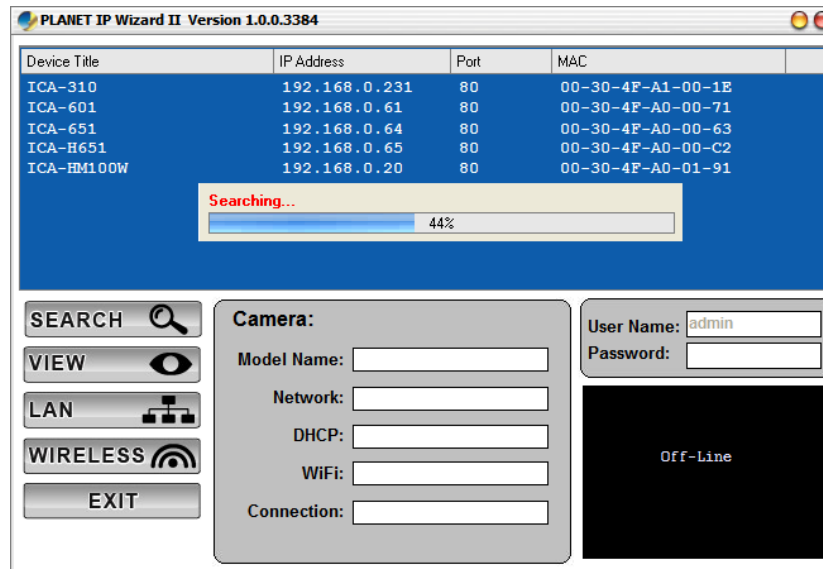 PLANET IP Wizard II Version 1.0.0.3384
Device Title IP Address Port MAC
ICA-310 192.168.0.231 80 00-30-4F-A1-00-1E
ICA-601 192.168.0.61 80 00-30-4F-A0-00-71
ICA-651 192.168.0.64 80 00-30-4F-A0-00-63
ICA-H651 192.168.0.65 80 00-30-4F-A0-00-C2
ICA-HM100W 192.168.0.20 80 00-30-4F-A0-01-91
Searching...
44%
SEARCH
VIEW
LAN
WIRELESS
EXIT
Camera:
Model Name:
Network:
DHCP:
WiFi:
Connection:
User Name: admin
Password:
Off-Line